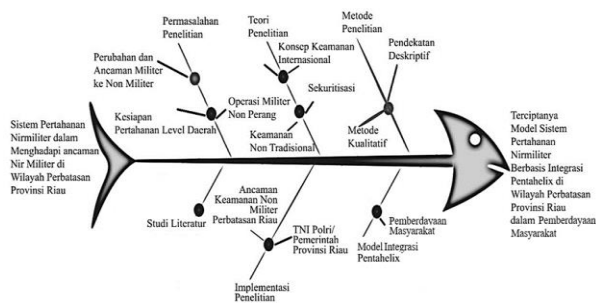 Permasalahan
Penelitian
Teori
Penelitian
Metode
Penelitian
Perubahan dan
Ancaman Militer
ke Non Militer
Konsep Keamanan
Internasional
Pendekatan
Deskriptif
Sekuritisasi
Kesiapan
Pertahanan Level Daerah
Operasi Militer
Non Perang
Keamanan
Non Tradisional
Metode
Kualitatif
Sistem Pertahanan
Nirmiliter dalam
Menghadapi ancaman
Nir Militer di
Wilayah Perbatasan
Provinsi Riau
Terciptanya
Model Sistem
Pertahanan
Nirmiliter
Berbasis Integrasi
Pentahelix di
Wilayah Perbatasan
Provinsi Riau
dalam Pemberdayaan
Masyarakat
Studi Literatur
Ancaman
Keamanan Non
Militer
Perbatasan Riau
TNI Polri/
Pemerintah
Provinsi Riau
Pemberdayaan
Masyarakat
Model Integrasi
Pentahelix
Implementasi
Penelitian